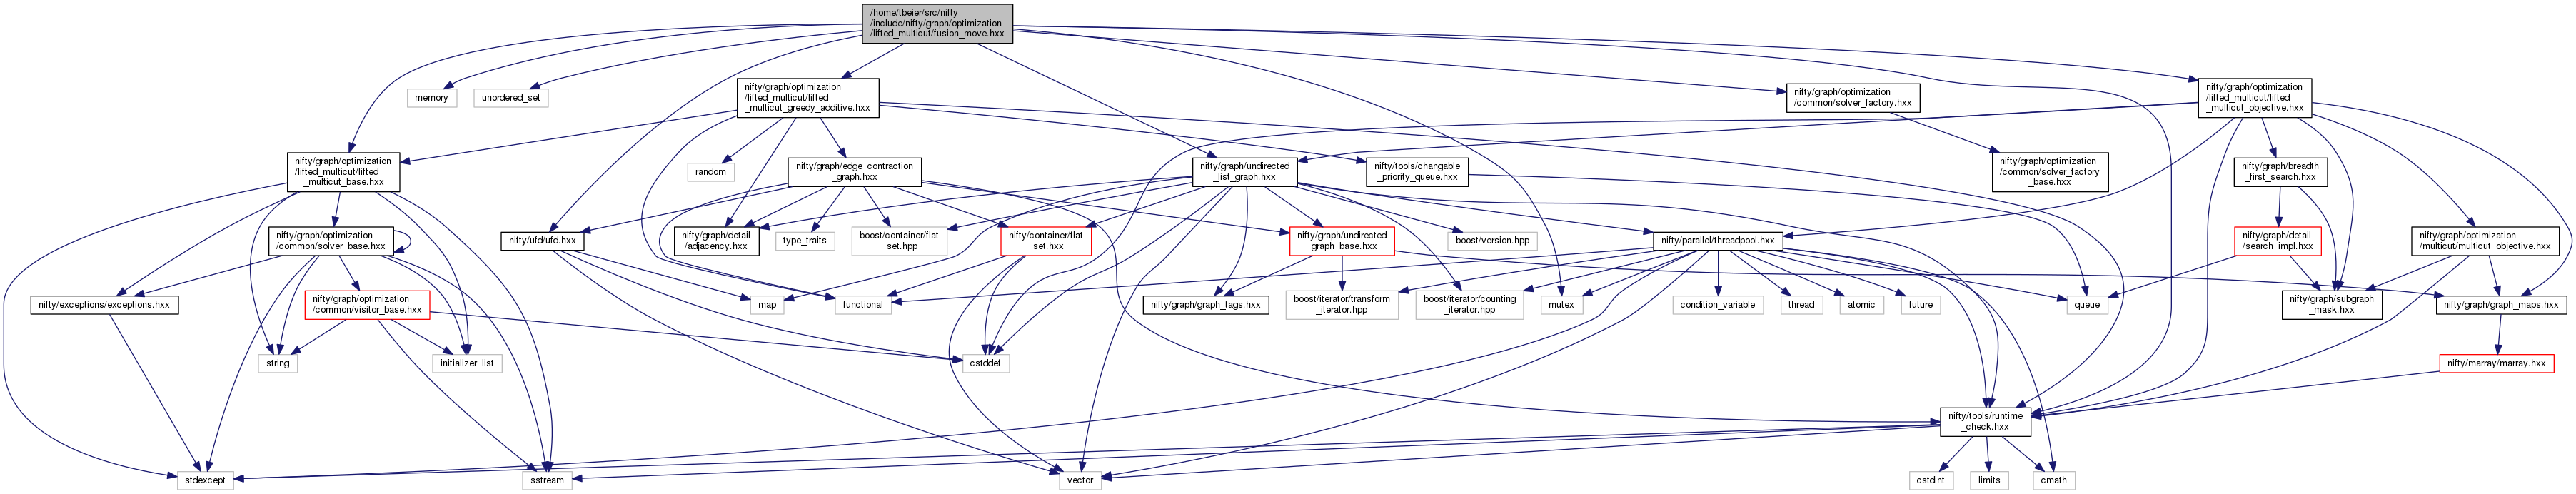 /home/tbeier/src/nifty
/include/nifty/graph/optimization
/lifted_multicut/fusion_move.hxx
memory
unordered_set
nifty/graph/optimization
/lifted_multicut/lifted
_multicut_greedy_additive.hxx
nifty/graph/optimization
/common/solver_factory.hxx
nifty/graph/optimization
/lifted_multicut/lifted
_multicut_objective.hxx
nifty/graph/optimization
/lifted_multicut/lifted
_multicut_base.hxx
random
nifty/graph/edge_contraction
_graph.hxx
nifty/graph/undirected
_list_graph.hxx
nifty/tools/changable
_priority_queue.hxx
nifty/graph/optimization
/common/solver_factory
_base.hxx
nifty/graph/breadth
_first_search.hxx
nifty/graph/optimization
/common/solver_base.hxx
nifty/ufd/ufd.hxx
nifty/graph/detail
/adjacency.hxx
type_traits
boost/container/flat
_set.hpp
nifty/container/flat
_set.hxx
nifty/graph/undirected
_graph_base.hxx
boost/version.hpp
nifty/parallel/threadpool.hxx
nifty/graph/detail
/search_impl.hxx
nifty/graph/optimization
/multicut/multicut_objective.hxx
nifty/exceptions/exceptions.hxx
nifty/graph/optimization
/common/visitor_base.hxx
map
functional
nifty/graph/graph_tags.hxx
boost/iterator/transform
_iterator.hpp
boost/iterator/counting
_iterator.hpp
mutex
condition_variable
thread
atomic
future
queue
nifty/graph/subgraph
_mask.hxx
nifty/graph/graph_maps.hxx
string
initializer_list
cstddef
nifty/marray/marray.hxx
nifty/tools/runtime
_check.hxx
stdexcept
sstream
vector
cstdint
limits
cmath